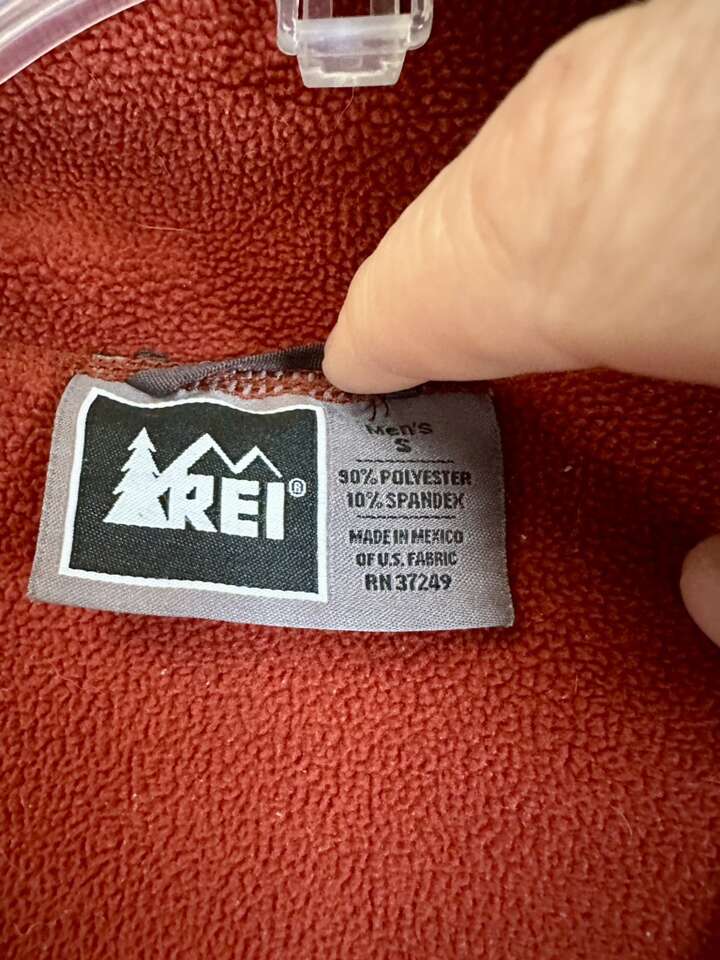 REI®
Men's
S
90% POLYESTER
10% SPANDEX
MADE IN MEXICO
OF U.S. FABRIC
RN 37249